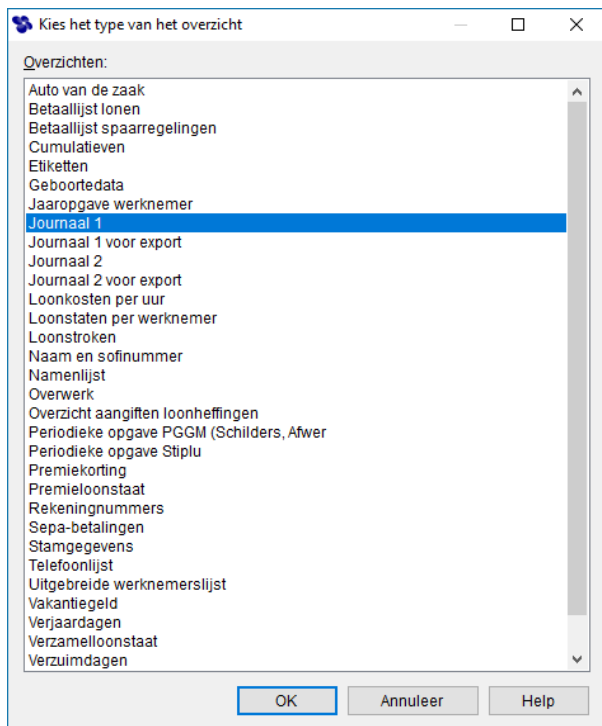 Kies het type van het overzicht
Overzichten:
Auto van de zaak
Betaallijst lonen
Betaallijst spaarregelingen
Cumulatieven
Etiketten
Geboortedata
Jaaropgave werknemer
Journaal 1
Journaal 1 voor export
Journaal 2
Journaal 2 voor export
Loonkosten per uur
Loonstaten per werknemer
Loonstroken
Naam en sofinummer
Namenlijst
Overwerk
Overzicht aangiften loonheffingen
Periodieke opgave PGGM (Schilders, Afwer
Periodieke opgave Stiplu
Premiekorting
Premieloonstaat
Rekeningnummers
Sepa-betalingen
Stamgegevens
Telefoonlijst
Uitgebreide werknemerslijst
Vakantiegeld
Verjaardagen
Verzamelloonstaat
Verzuimdagen
OK Annuleer Help